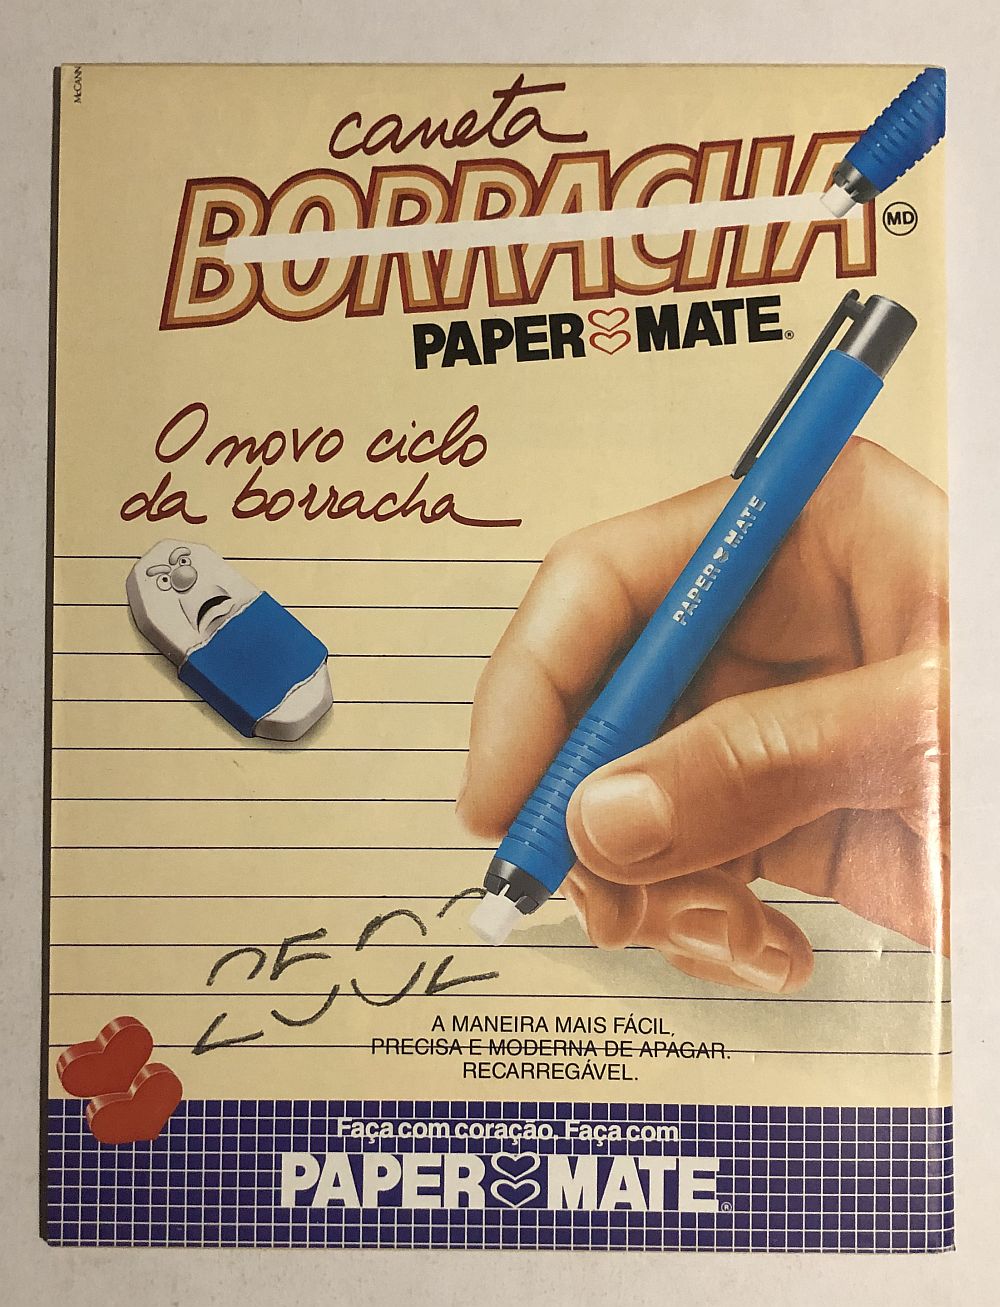 McCANN
caneta
BORRACHA
MD
PAPER MATE®
O novo ciclo
da borracha
PAPER MATE
A MANEIRA MAIS FÁCIL,
PRECISA E MODERNA DE APAGAR.
RECARREGÁVEL.
Faça com coração. Faça com
PAPER MATE®